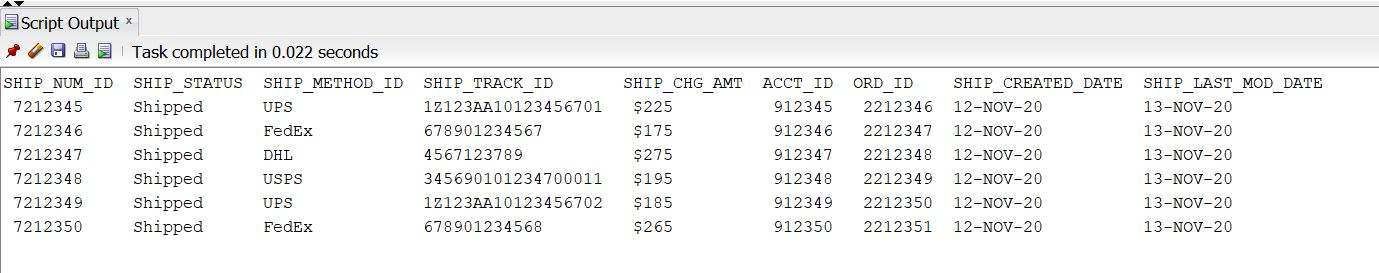 Script Output x
Task completed in 0.022 seconds
SHIP_NUM_ID SHIP_STATUS SHIP_METHOD_ID SHIP_TRACK_ID SHIP_CHG_AMT ACCT_ID ORD_ID SHIP_CREATED_DATE SHIP_LAST_MOD_DATE
7212345 Shipped UPS 1Z123AA10123456701 $225 912345 2212346 12-NOV-20 13-NOV-20
7212346 Shipped FedEx 678901234567 $175 912346 2212347 12-NOV-20 13-NOV-20
7212347 Shipped DHL 4567123789 $275 912347 2212348 12-NOV-20 13-NOV-20
7212348 Shipped USPS 345690101234700011 $195 912348 2212349 12-NOV-20 13-NOV-20
7212349 Shipped UPS 1Z123AA10123456702 $185 912349 2212350 12-NOV-20 13-NOV-20
7212350 Shipped FedEx 678901234568 $265 912350 2212351 12-NOV-20 13-NOV-20